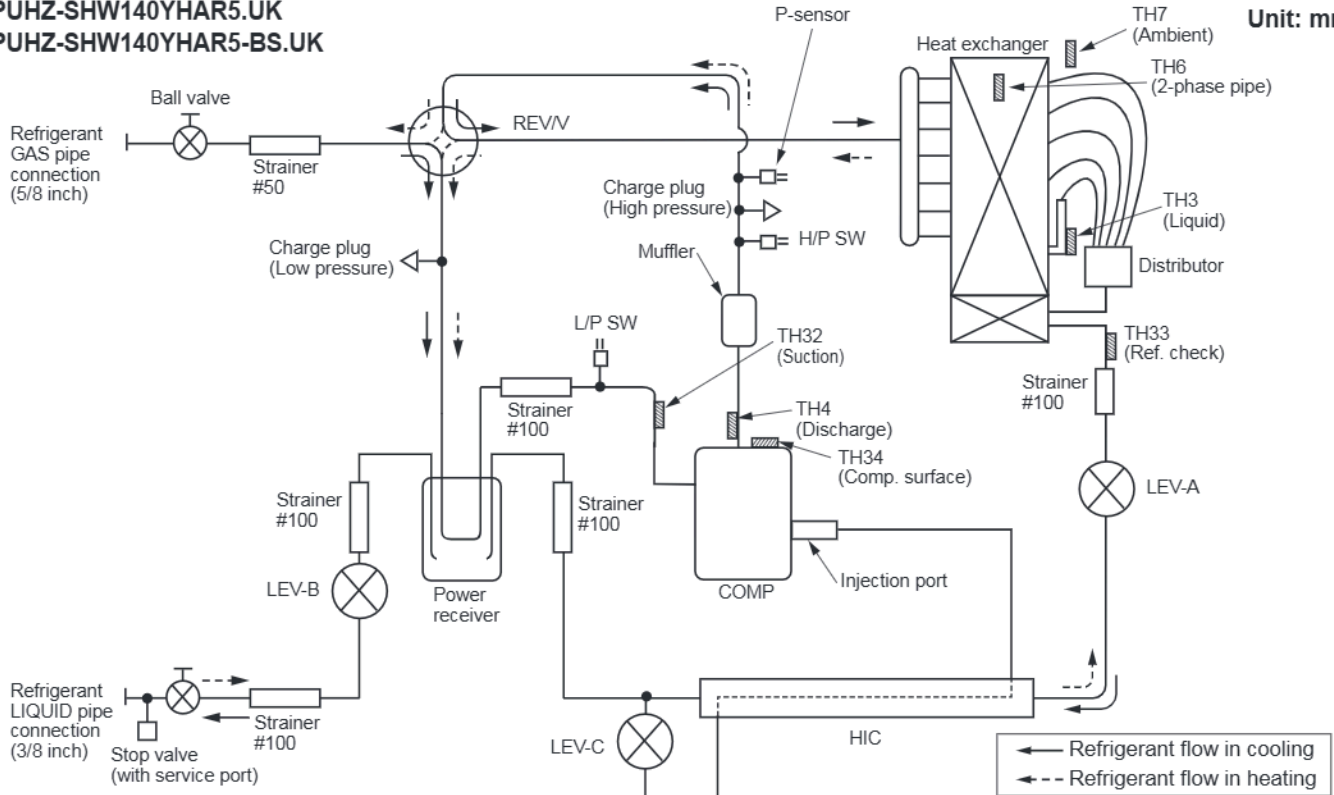 PUHZ-SHW140YHAR5.UK
PUHZ-SHW140YHAR5-BS.UK
P-sensor
TH7
(Ambient)
Heat exchanger
TH6
(2-phase pipe)
Ball valve
REV/V
Refrigerant
GAS pipe
connection
(5/8 inch)
Strainer
#50
Charge plug
(High pressure)
TH3
(Liquid)
H/P SW
Charge plug
(Low pressure)
Muffler
Distributor
L/P SW
TH32
(Suction)
TH33
(Ref. check)
Strainer
#100
Strainer
#100
TH4
(Discharge)
TH34
(Comp. surface)
LEV-A
Strainer
#100
Strainer
#100
LEV-B
Power
receiver
COMP
Injection port
Refrigerant
LIQUID pipe
connection
(3/8 inch)
Strainer
#100
Stop valve
(with service port)
LEV-C
HIC
Refrigerant flow in cooling
Refrigerant flow in heating